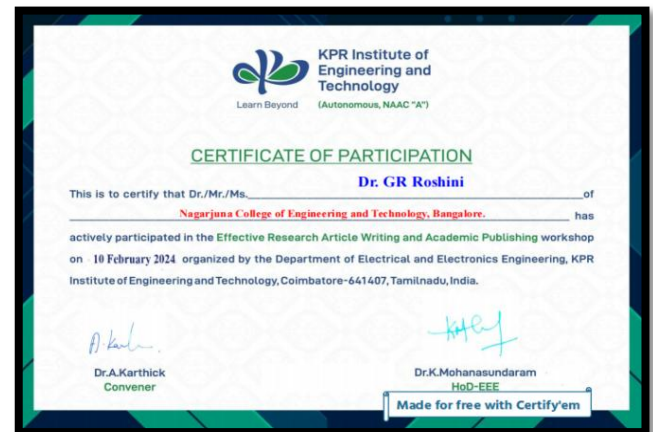 KPR Institute of
Engineering and
Technology
Learn Beyond
(Autonomous, NAAC "A")
CERTIFICATE OF PARTICIPATION
Dr. GR Roshini
This is to certify that Dr./Mr./Ms. of
Nagarjuna College of Engineering and Technology, Bangalore. has
actively participated in the Effective Research Article Writing and Academic Publishing workshop
on 10 February 2024 organized by the Department of Electrical and Electronics Engineering, KPR
Institute of Engineering and Technology, Coimbatore-641407, Tamilnadu, India.
Dr.A.Karthick
Convener
Dr.K.Mohanasundaram
HoD-EEE
Made for free with Certify'em